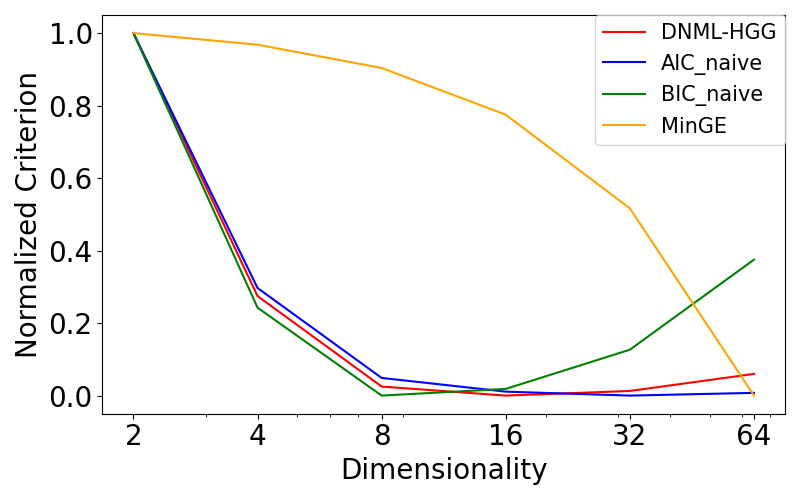 Normalized Criterion
1.0
0.8
0.6
0.4
0.2
0.0
DNML-HGG
AIC_naive
BIC_naive
MinGE
2 4 8 16 32 64
Dimensionality